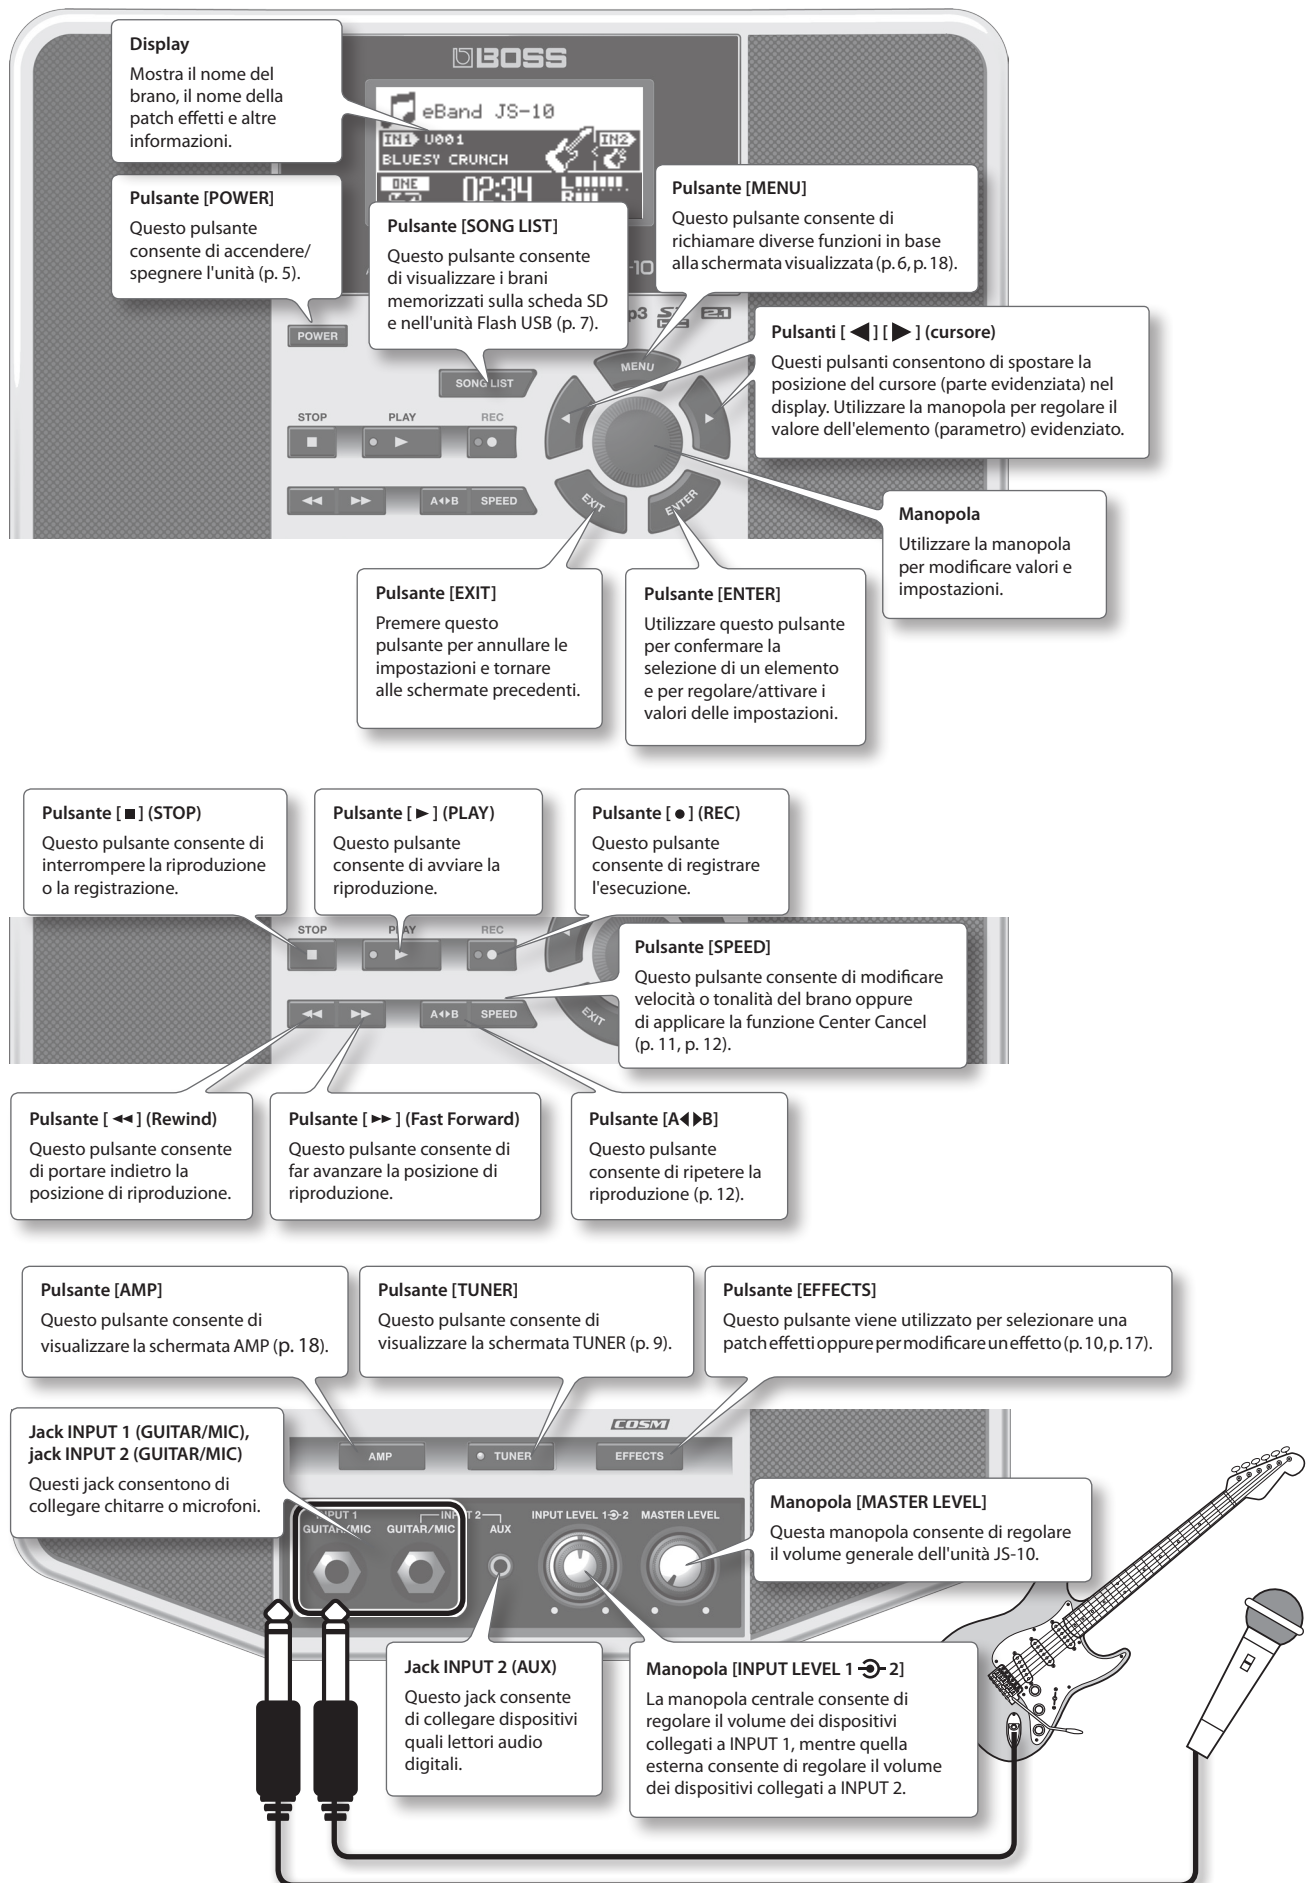 Display
Mostra il nome del
brano, il nome della
patch effetti e altre
informazioni.
BOSS
eBand JS-10
IN1 U001
IN2
BLUESY CRUNCH
ONE
02:34
L
R
Pulsante [POWER]
Questo pulsante
consente di accendere/
spegnere l'unità (p. 5).
Pulsante [SONG LIST]
Questo pulsante consente
di visualizzare i brani
memorizzati sulla scheda SD
e nell'unità Flash USB (p. 7).
Pulsante [MENU]
Questo pulsante consente di
richiamare diverse funzioni in base
alla schermata visualizzata (p. 6, p. 18).
-10
p3
2.1
Pulsanti [ ◀ ] [ ▶ ] (cursore)
Questi pulsanti consentono di spostare la
posizione del cursore (parte evidenziata) nel
display. Utilizzare la manopola per regolare il
valore dell'elemento (parametro) evidenziato.
POWER
MENU
SONG LIST
STOP PLAY REC
A◀▶B SPEED
EXIT
ENTER
Manopola
Utilizzare la manopola
per modificare valori e
impostazioni.
Pulsante [EXIT]
Premere questo
pulsante per annullare le
impostazioni e tornare
alle schermate precedenti.
Pulsante [ENTER]
Utilizzare questo pulsante
per confermare la
selezione di un elemento
e per regolare/attivare i
valori delle impostazioni.
Pulsante [ ■ ] (STOP)
Questo pulsante consente di
interrompere la riproduzione
o la registrazione.
Pulsante [ ► ] (PLAY)
Questo pulsante
consente di avviare la
riproduzione.
Pulsante [ ● ] (REC)
Questo pulsante
consente di registrare
l'esecuzione.
STOP PLAY REC
A◀▶B SPEED
EXIT
Pulsante [SPEED]
Questo pulsante consente di modificare
velocità o tonalità del brano oppure
di applicare la funzione Center Cancel
(p. 11, p. 12).
Pulsante [ ◄◄ ] (Rewind)
Questo pulsante consente
di portare indietro la
posizione di riproduzione.
Pulsante [ ►► ] (Fast Forward)
Questo pulsante consente di
far avanzare la posizione di
riproduzione.
Pulsante [A◀▶B]
Questo pulsante
consente di ripetere la
riproduzione (p. 12).
Pulsante [AMP]
Questo pulsante consente di
visualizzare la schermata AMP (p. 18).
Pulsante [TUNER]
Questo pulsante consente di
visualizzare la schermata TUNER (p. 9).
Pulsante [EFFECTS]
Questo pulsante viene utilizzato per selezionare una
patch effetti oppure per modificare un effetto (p. 10, p. 17).
Jack INPUT 1 (GUITAR/MIC),
jack INPUT 2 (GUITAR/MIC)
Questi jack consentono di
collegare chitarre o microfoni.
COSM
AMP TUNER EFFECTS
INPUT 1 INPUT 2 INPUT LEVEL 1 2 MASTER LEVEL
GUITAR/MIC GUITAR/MIC AUX
Manopola [MASTER LEVEL]
Questa manopola consente di regolare
il volume generale dell'unità JS-10.
Jack INPUT 2 (AUX)
Questo jack consente
di collegare dispositivi
quali lettori audio
digitali.
Manopola [INPUT LEVEL 1 2]
La manopola centrale consente di
regolare il volume dei dispositivi
collegati a INPUT 1, mentre quella
esterna consente di regolare il volume
dei dispositivi collegati a INPUT 2.